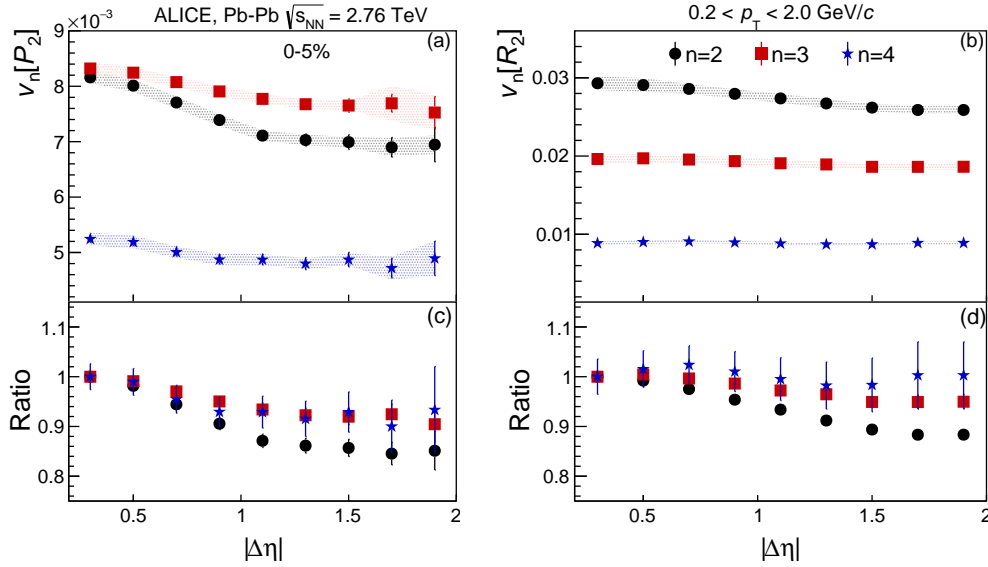 ALICE, Pb-Pb √s_NN = 2.76 TeV
0.2 < p_T < 2.0 GeV/c
×10⁻³
(a)
0-5%
v_n[P_2]
9
8
7
6
5
(b)
n=2 n=3 n=4
v_n[R_2]
0.03
0.02
0.01
(c)
Ratio
1.1
1
0.9
0.8
0.5 1 1.5 2
|Δη|
(d)
Ratio
1.1
1
0.9
0.8
0.5 1 1.5 2
|Δη|